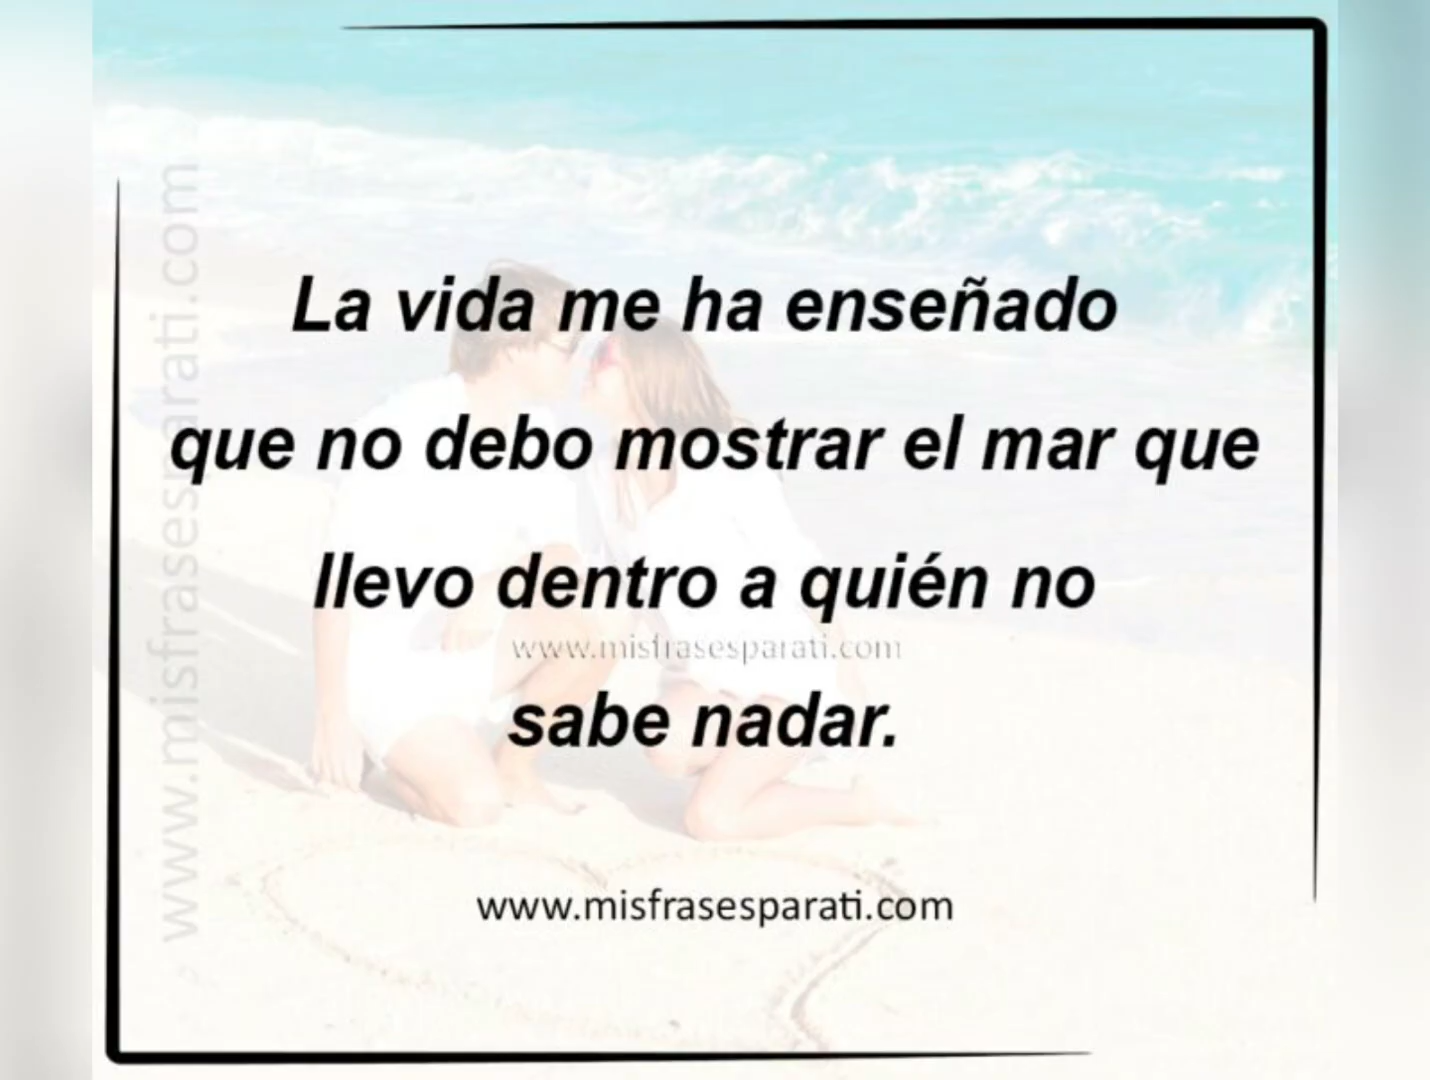 La vida me ha enseñado
que no debo mostrar el mar que
llevo dentro a quién no
www.misfrasesparati.com
sabe nadar.
www.misfrasesparati.com
www.misfrasesparati.com